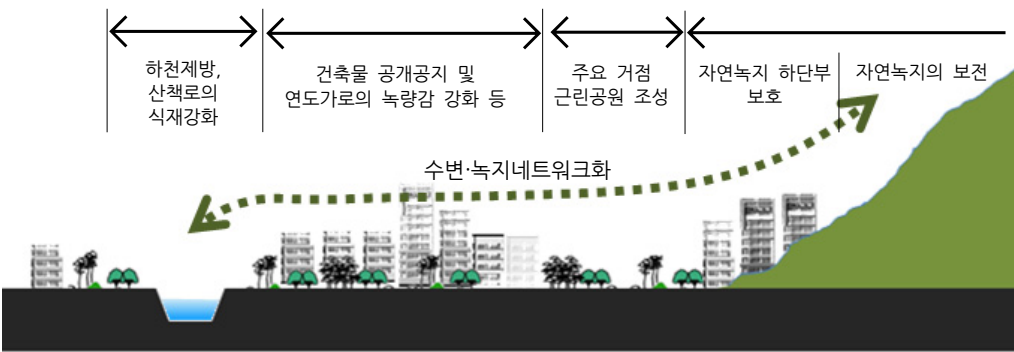 하천제방,
산책로의
식재강화
건축물 공개공지 및
연도가로의 녹량감 강화 등
주요 거점
근린공원 조성
자연녹지 하단부
보호
자연녹지의 보전
수변·녹지네트워크화